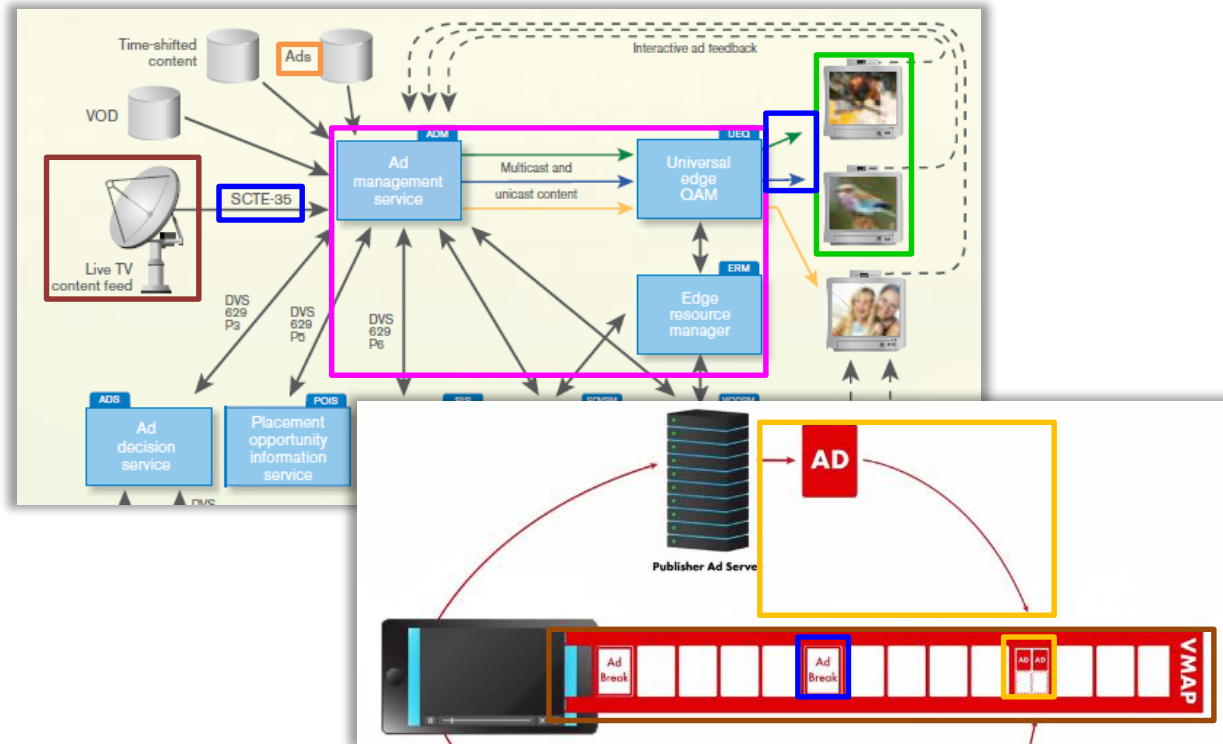 Time-shifted
content
Ads
Interactive ad feedback
VOD
ADM
UEQ
Ad
management
service
Multicast and
unicast content
Universal
edge
QAM
SCTE-35
Live TV
content feed
ERM
Edge
resource
manager
DVS
629
P3
DVS
629
P5
DVS
629
P6
ADS
POIS
SIS
VODSM
Ad
decision
service
Placement
opportunity
information
service
DVS
AD
Publisher Ad Serve
Ad
Break
Ad
Break
AD AD
VMAP